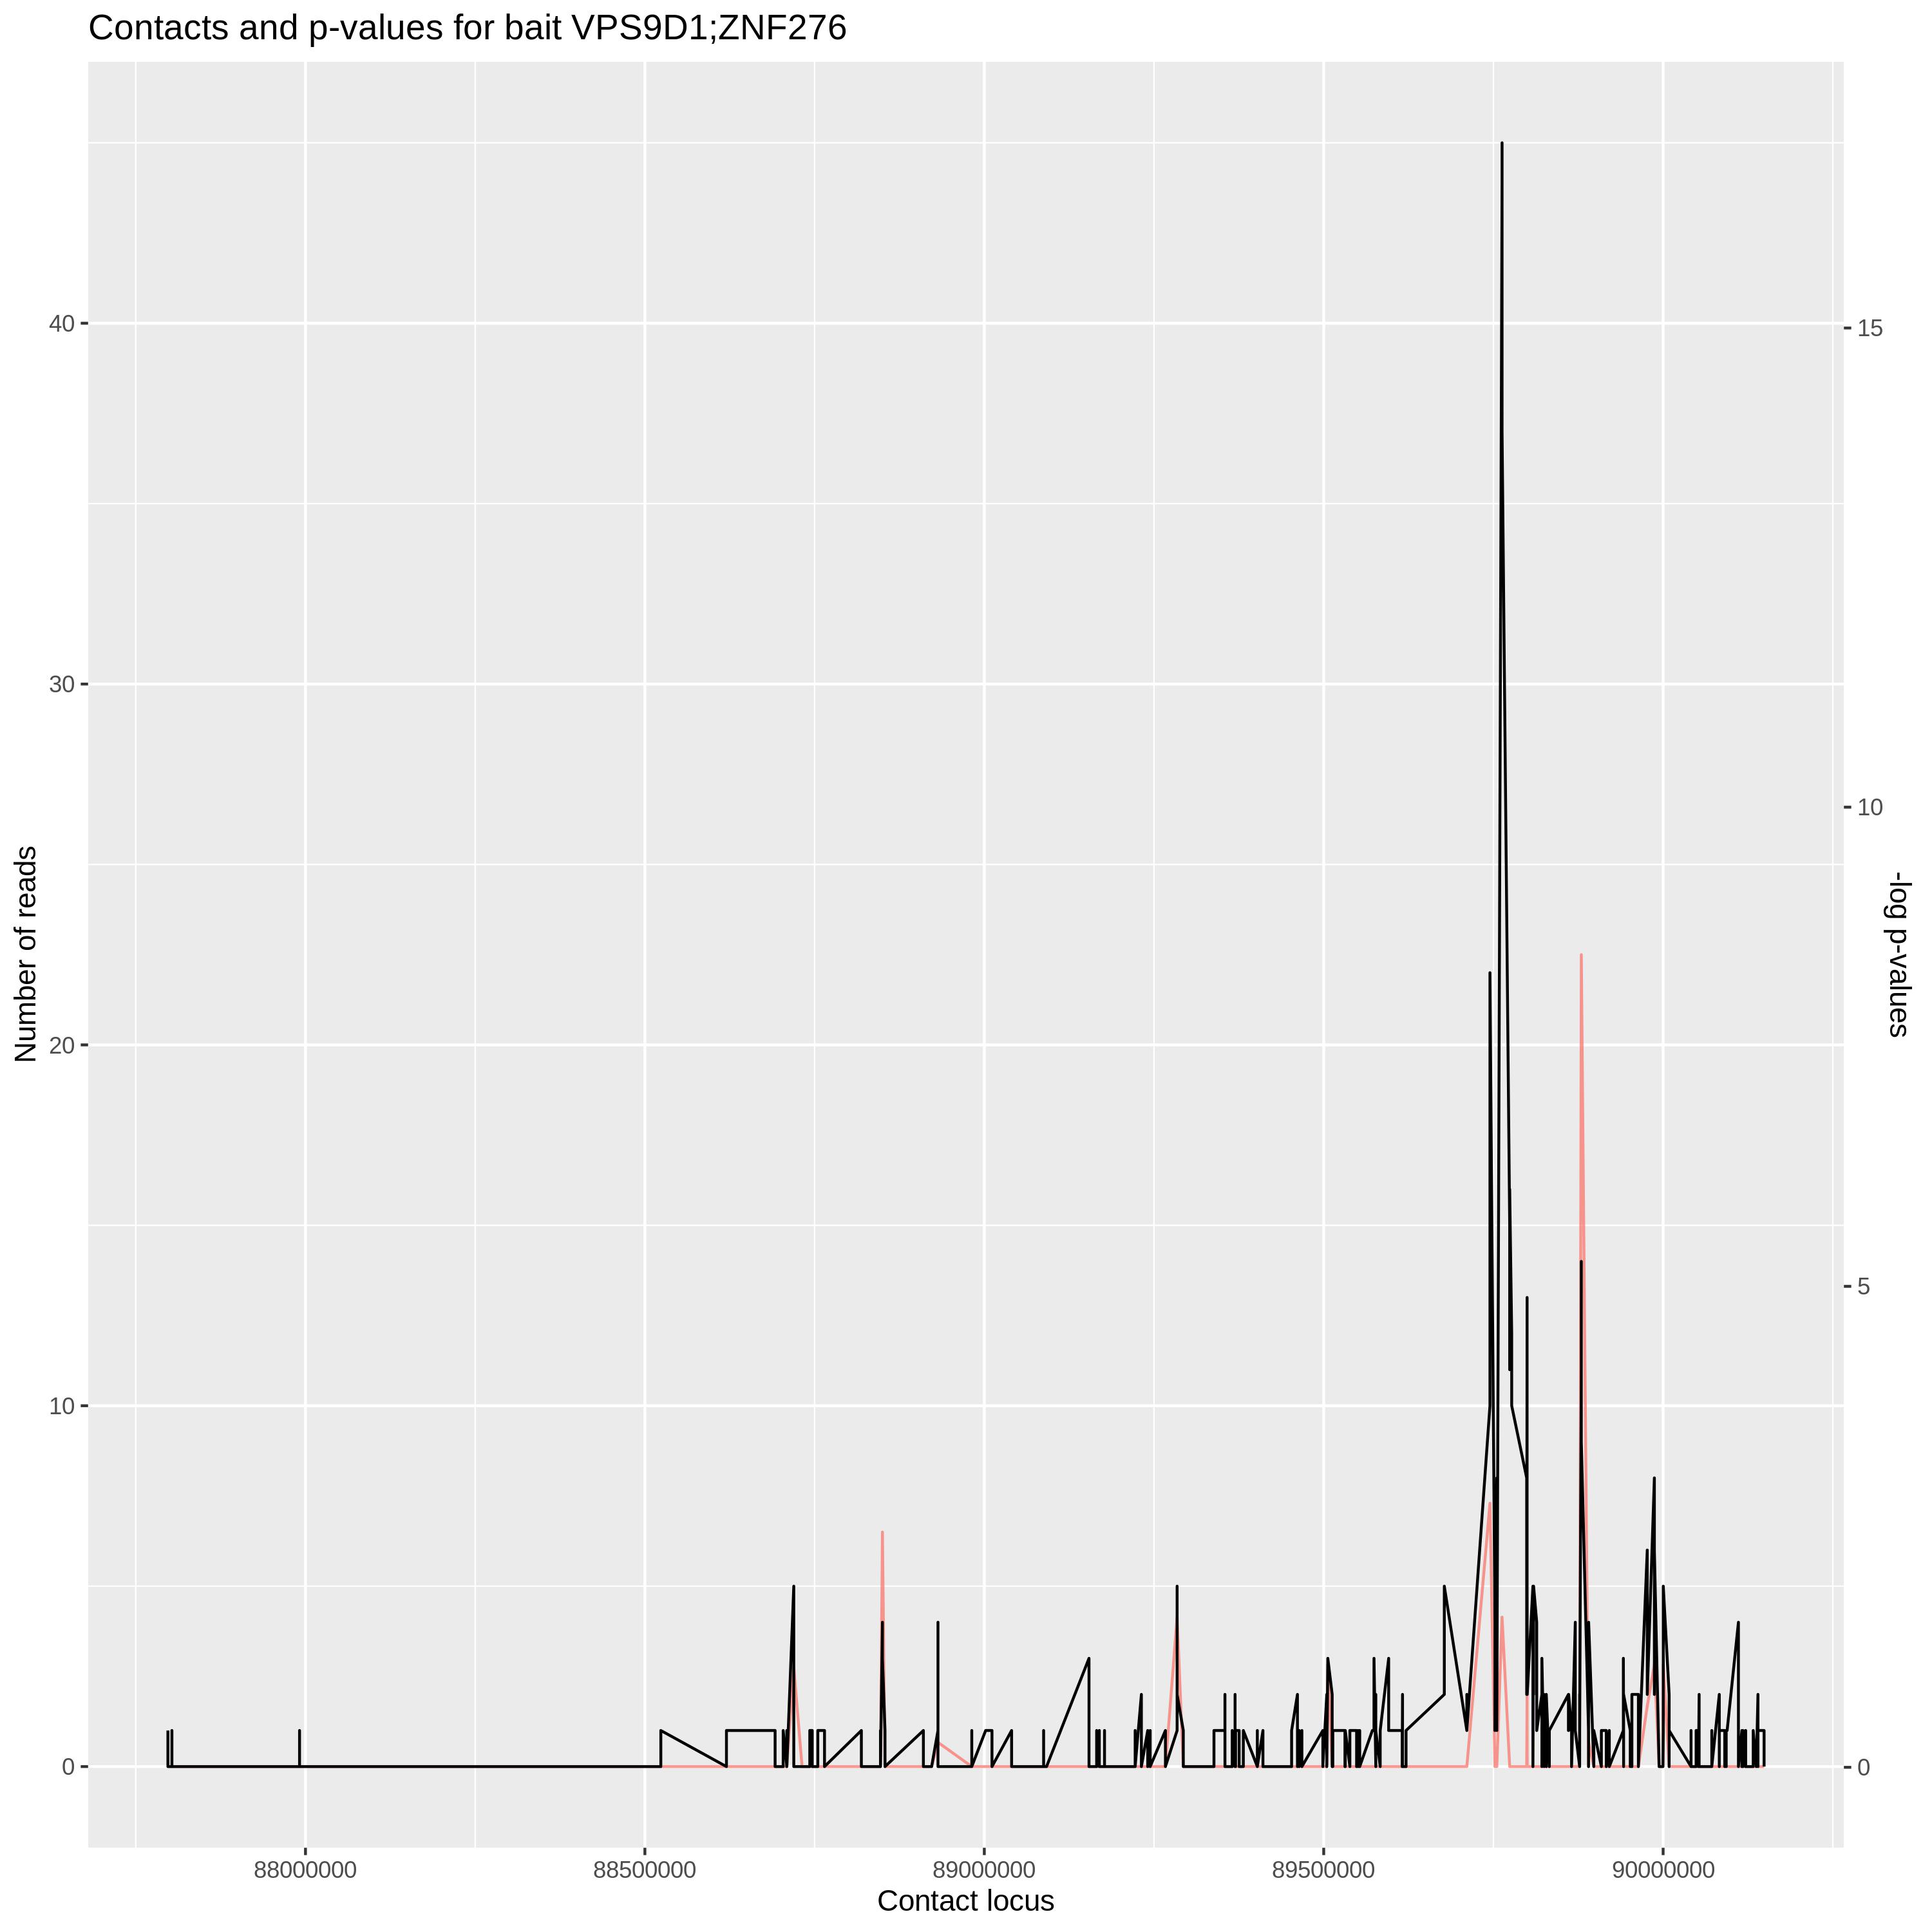 Contacts and p-values for bait VPS9D1;ZNF276
40
30
20
10
0
Number of reads
15
10
5
0
-log p-values
88000000 88500000 89000000 89500000 90000000
Contact locus